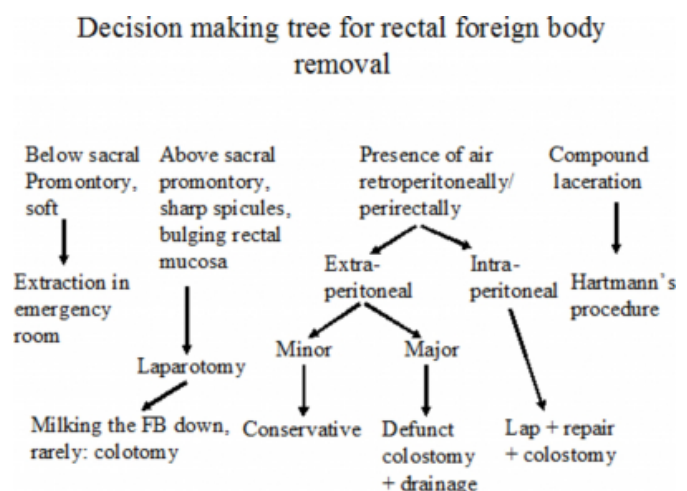 Decision making tree for rectal foreign body
removal
Below sacral
Promontory,
soft
Above sacral
promontory,
sharp spicules,
bulging rectal
mucosa
Presence of air
retroperitoneally/
perirectally
Compound
laceration
Extraction in
emergency
room
Extra-
peritoneal
Intra-
peritoneal
Hartmann's
procedure
Laparotomy
Minor
Major
Milking the FB down,
rarely: colotomy
Conservative
Defunct
colostomy
+ drainage
Lap + repair
+ colostomy